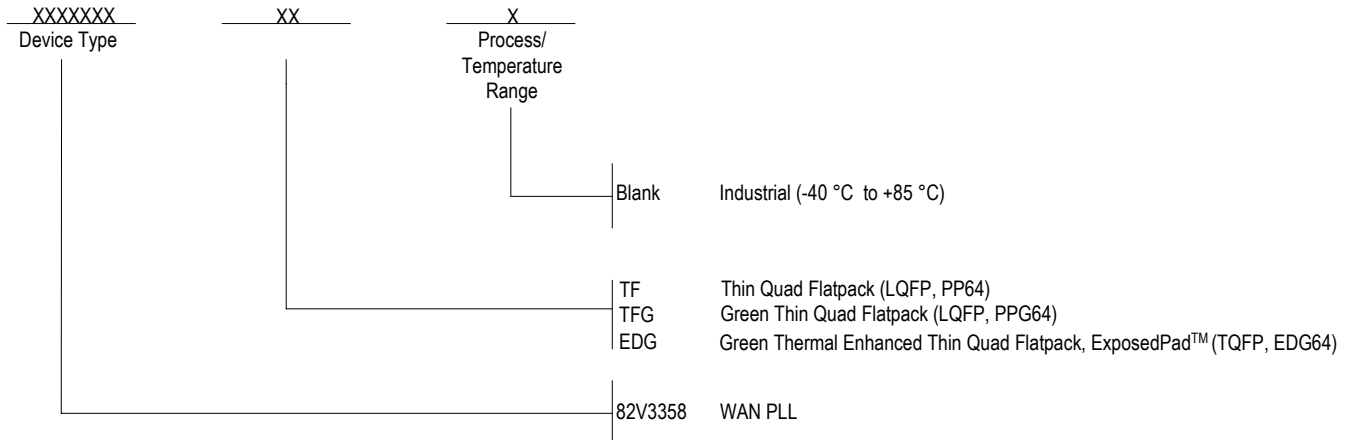 XXXXXXX XX X
Device Type Process/
Temperature
Range
Blank Industrial (-40 °C to +85 °C)
TF Thin Quad Flatpack (LQFP, PP64)
TFG Green Thin Quad Flatpack (LQFP, PPG64)
EDG Green Thermal Enhanced Thin Quad Flatpack, ExposedPad™ (TQFP, EDG64)
82V3358 WAN PLL